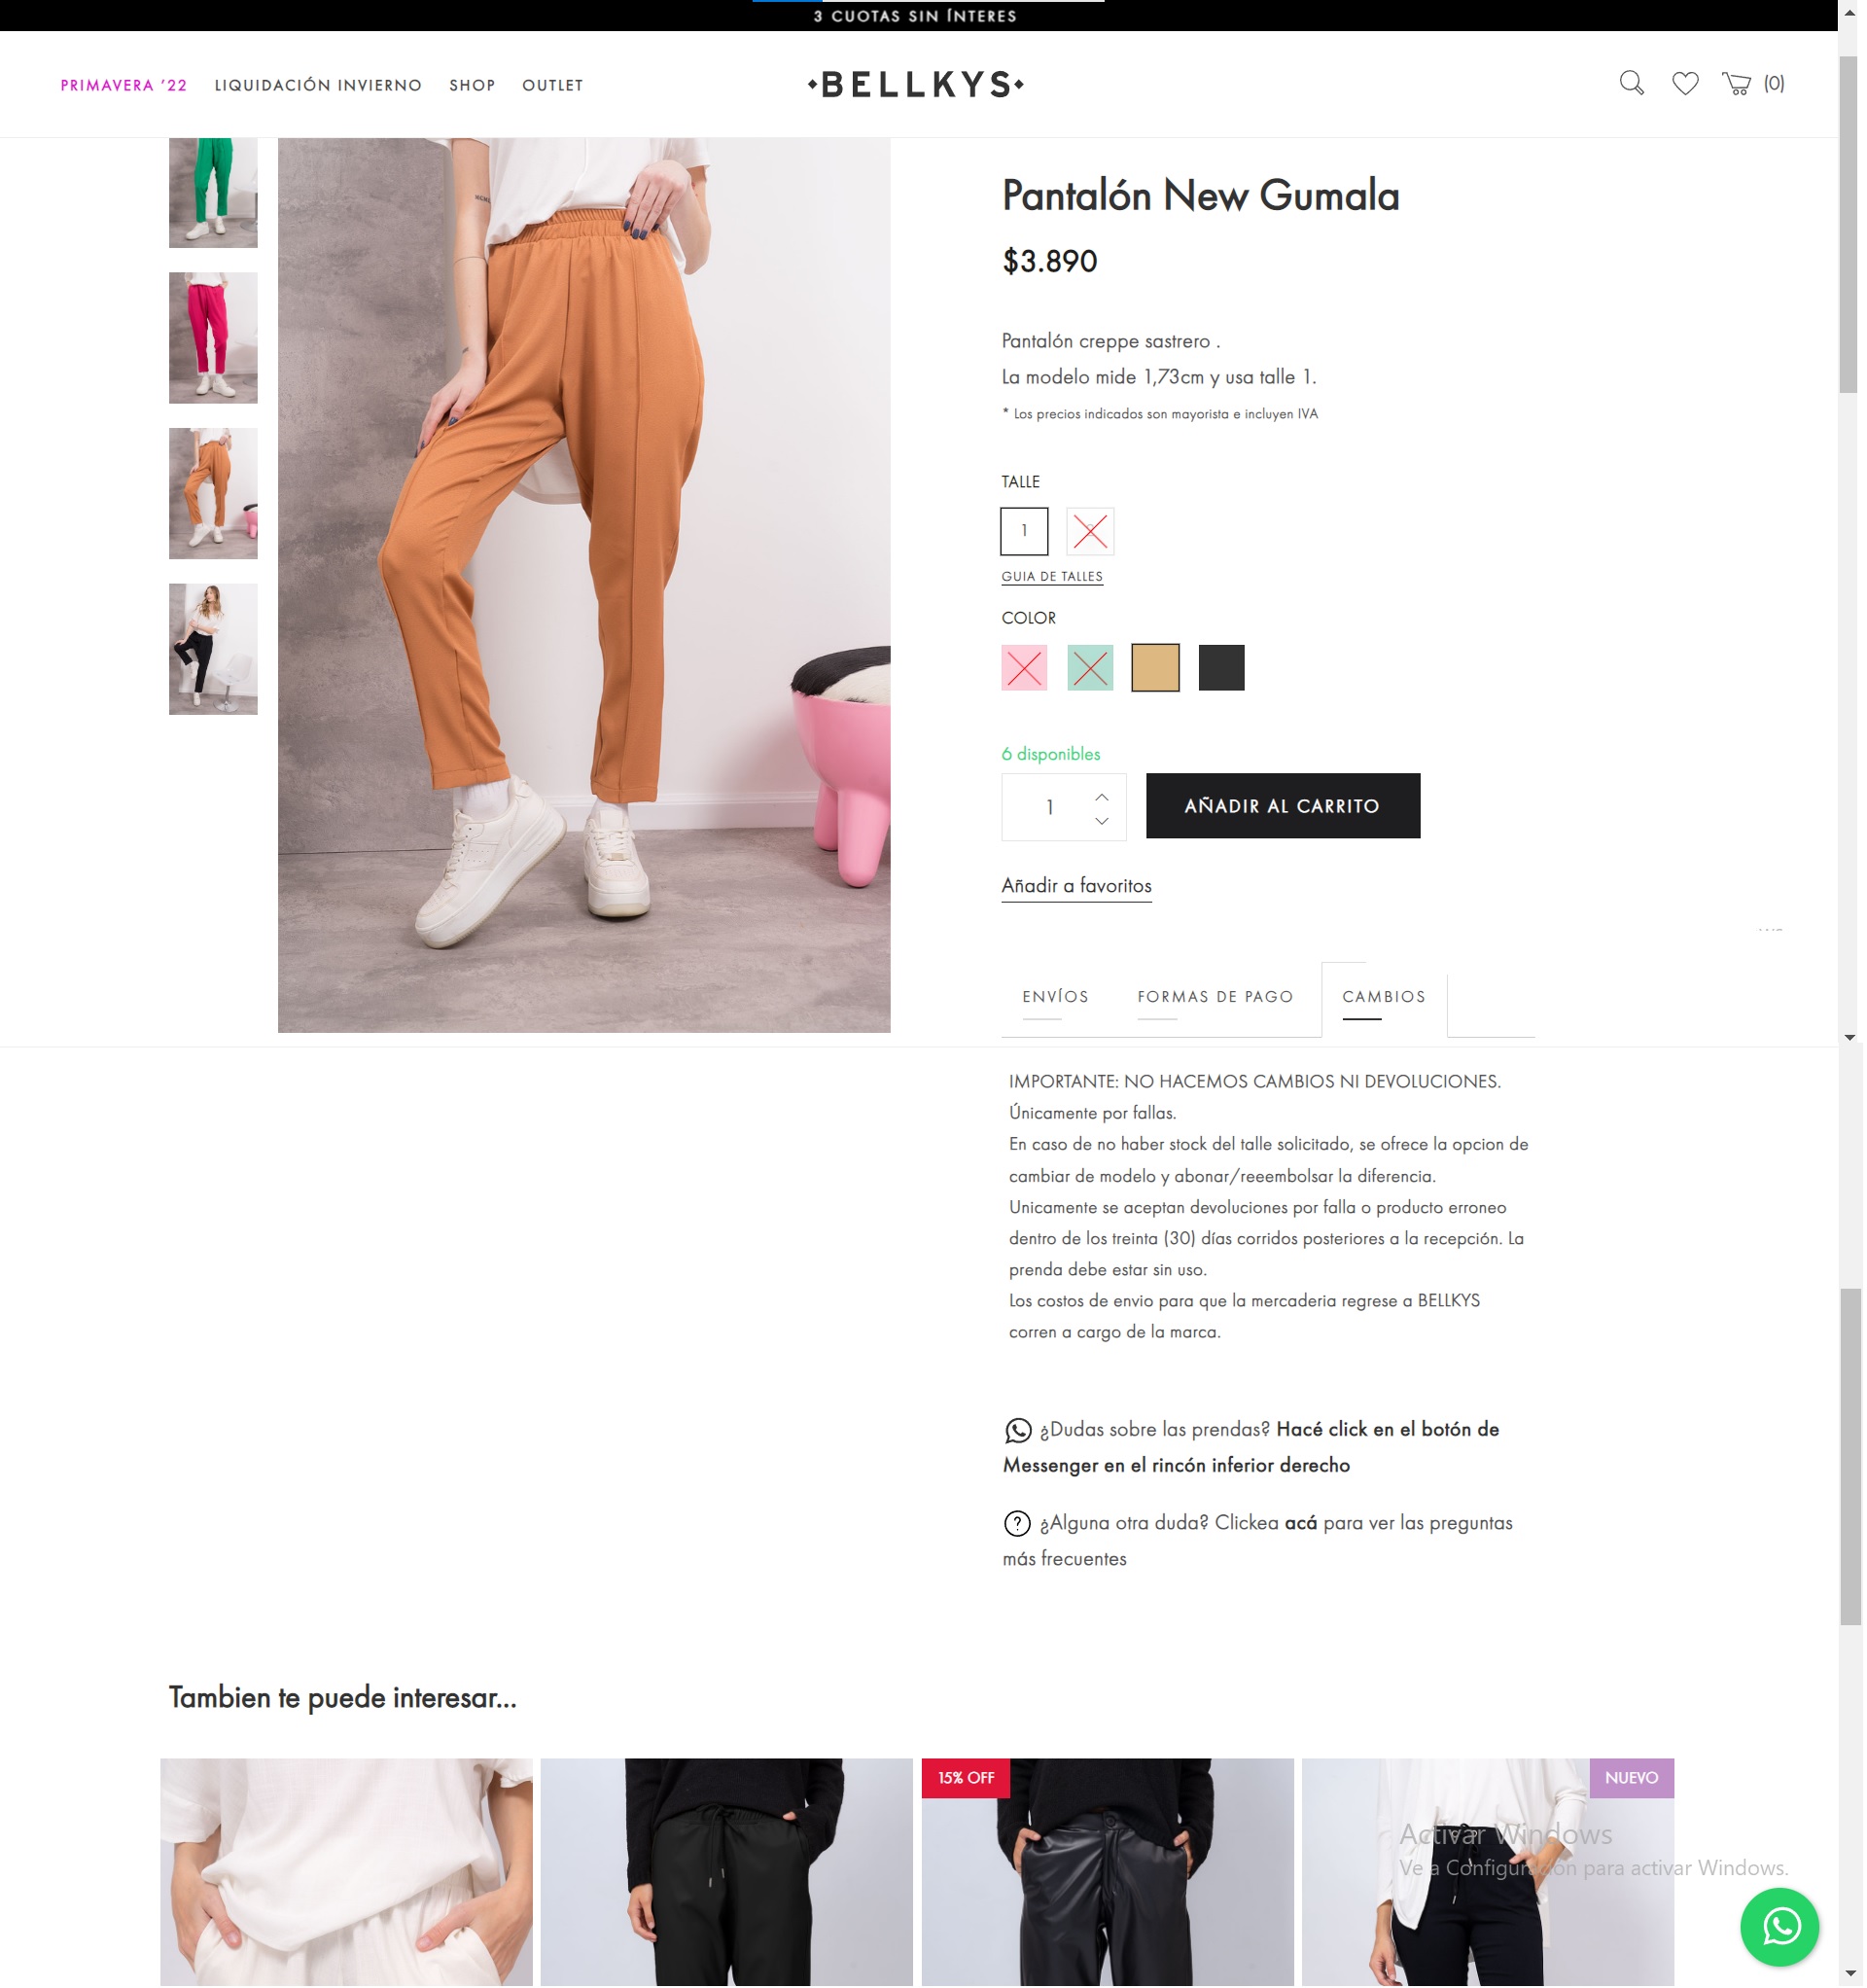 3 CUOTAS SIN ÍNTERES
PRIMAVERA '22
LIQUIDACIÓN INVIERNO
SHOP
OUTLET
BELLKYS
(0)
Pantalón New Gumala
$3.890
Pantalón creppe sastrero .
La modelo mide 1,73cm y usa talle 1.
* Los precios indicados son mayorista e incluyen IVA
TALLE
1
GUIA DE TALLES
COLOR
6 disponibles
1
AÑADIR AL CARRITO
Añadir a favoritos
ENVÍOS
FORMAS DE PAGO
CAMBIOS
IMPORTANTE: NO HACEMOS CAMBIOS NI DEVOLUCIONES.
Únicamente por fallas.
En caso de no haber stock del talle solicitado, se ofrece la opcion de
cambiar de modelo y abonar/reeembolsar la diferencia.
Unicamente se aceptan devoluciones por falla o producto erroneo
dentro de los treinta (30) días corridos posteriores a la recepción. La
prenda debe estar sin uso.
Los costos de envio para que la mercaderia regrese a BELLKYS
corren a cargo de la marca.
¿Dudas sobre las prendas? Hacé click en el botón de
Messenger en el rincón inferior derecho
¿Alguna otra duda? Clickea acá para ver las preguntas
más frecuentes
Tambien te puede interesar...
15% OFF
NUEVO
Activar Windows
Ve a Configuración para activar Windows.